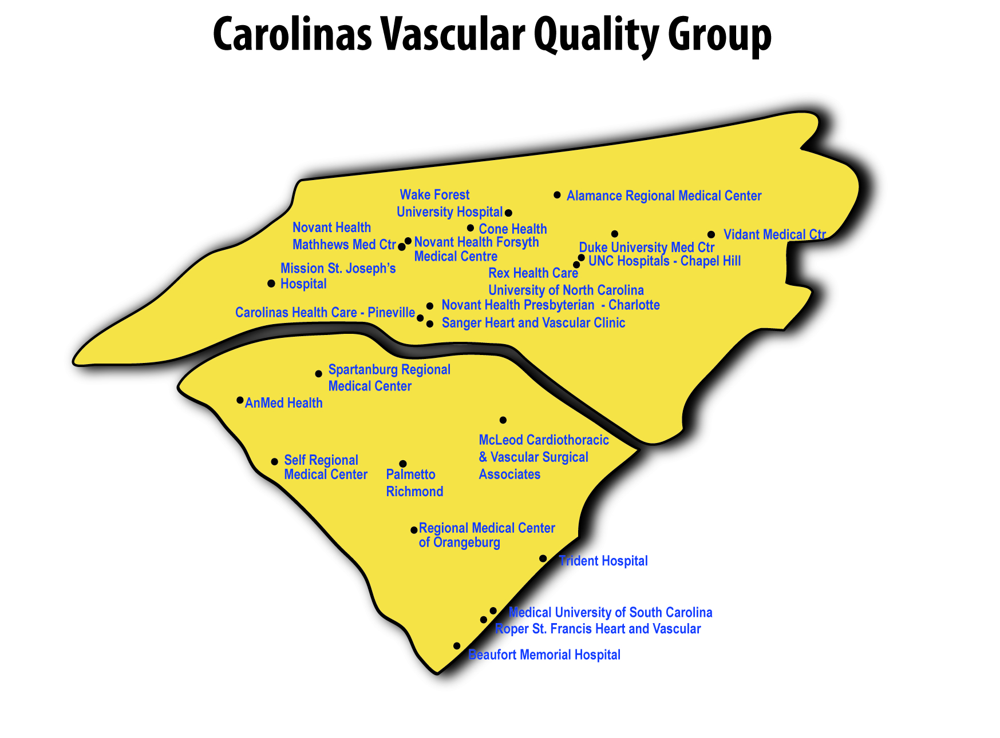 Carolinas Vascular Quality Group
Wake Forest
University Hospital
Alamance Regional Medical Center
Novant Health
Mathhews Med Ctr
Cone Health
Novant Health Forsyth
Medical Centre
Vidant Medical Ctr
Duke University Med Ctr
UNC Hospitals - Chapel Hill
Mission St. Joseph's
Hospital
Rex Health Care
University of North Carolina
Novant Health Presbyterian - Charlotte
Carolinas Health Care - Pineville
Sanger Heart and Vascular Clinic
Spartanburg Regional
Medical Center
AnMed Health
McLeod Cardiothoracic
& Vascular Surgical
Associates
Self Regional
Medical Center
Palmetto
Richmond
Regional Medical Center
of Orangeburg
Trident Hospital
Medical University of South Carolina
Roper St. Francis Heart and Vascular
Beaufort Memorial Hospital